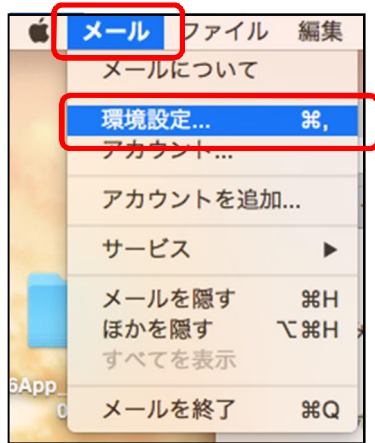 メール ファイル 編集
メールについて
環境設定... ⌘,
アカウント...
アカウントを追加...
サービス ▶
メールを隠す ⌘H
ほかを隠す ⌥⌘H
すべてを表示
6App_
メールを終了 ⌘Q